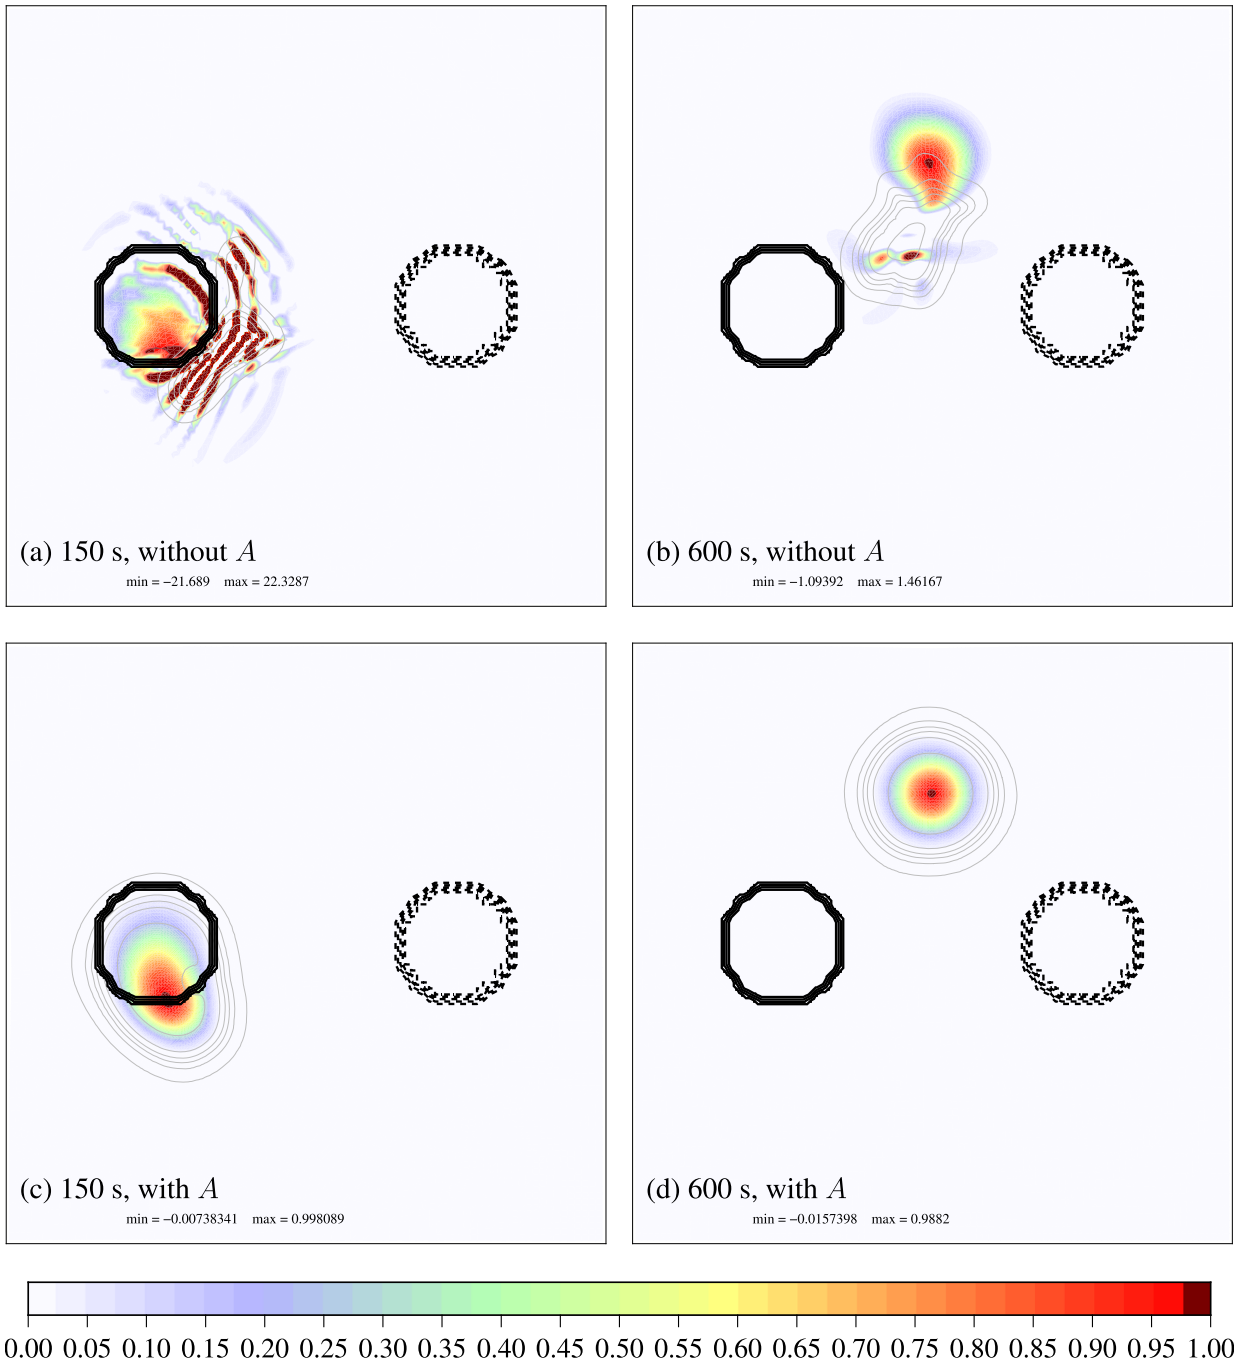 (a) 150 s, without A
min = −21.689 max = 22.3287
(b) 600 s, without A
min = −1.09392 max = 1.46167
(c) 150 s, with A
min = −0.00738341 max = 0.998089
(d) 600 s, with A
min = −0.0157398 max = 0.9882
0.00 0.05 0.10 0.15 0.20 0.25 0.30 0.35 0.40 0.45 0.50 0.55 0.60 0.65 0.70 0.75 0.80 0.85 0.90 0.95 1.00